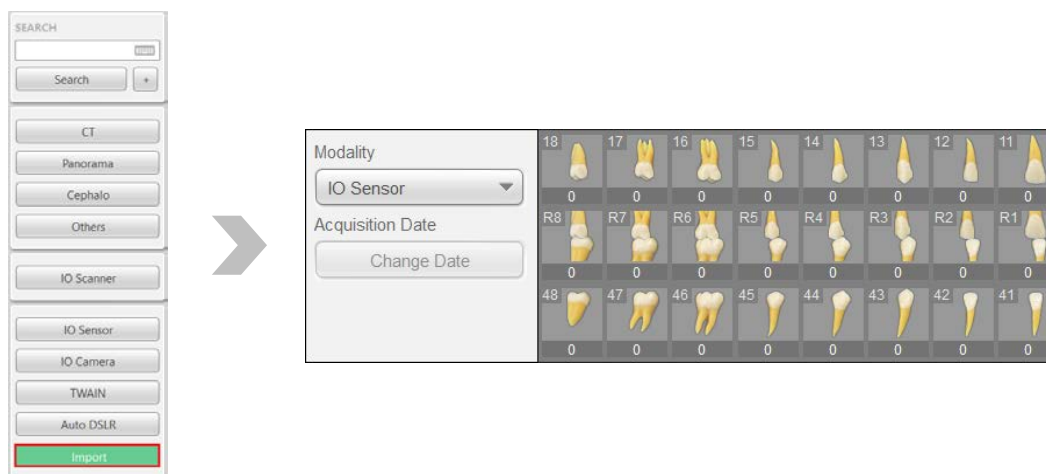 SEARCH
Search +
CT
Panorama
Cephalo
Others
IO Scanner
IO Sensor
IO Camera
TWAIN
Auto DSLR
Import
Modality
IO Sensor
Acquisition Date
Change Date
18 17 16 15 14 13 12 11
0 0 0 0 0 0 0 0
R8 R7 R6 R5 R4 R3 R2 R1
0 0 0 0 0 0 0 0
48 47 46 45 44 43 42 41
0 0 0 0 0 0 0 0